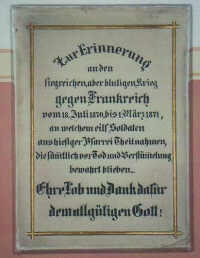 Zur Erinnerung
an den
siegreichen, aber blutigen Krieg
gegen Frankreich
vom 18. Juli 1870, bis 1. März 1871,
an welchem eilf Soldaten
aus hiesiger Pfarrei Theil nahmen,
die sämtlich vor Tod und Verstümelung
bewahrt blieben.
Ehre Lob und Dank dafür
dem allgütigen Gott!